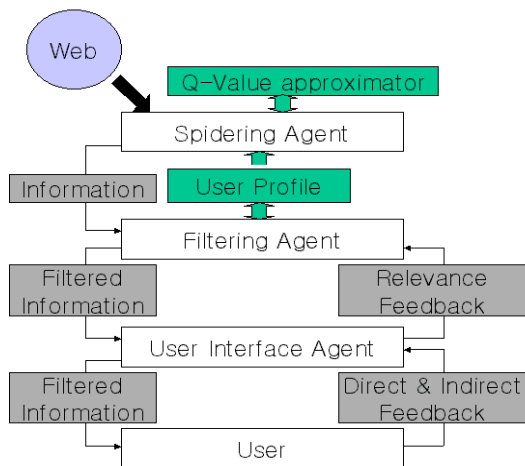 Web
Q-Value approximator
Spidering Agent
Information
User Profile
Filtering Agent
Filtered
Information
Relevance
Feedback
User Interface Agent
Filtered
Information
Direct & Indirect
Feedback
User